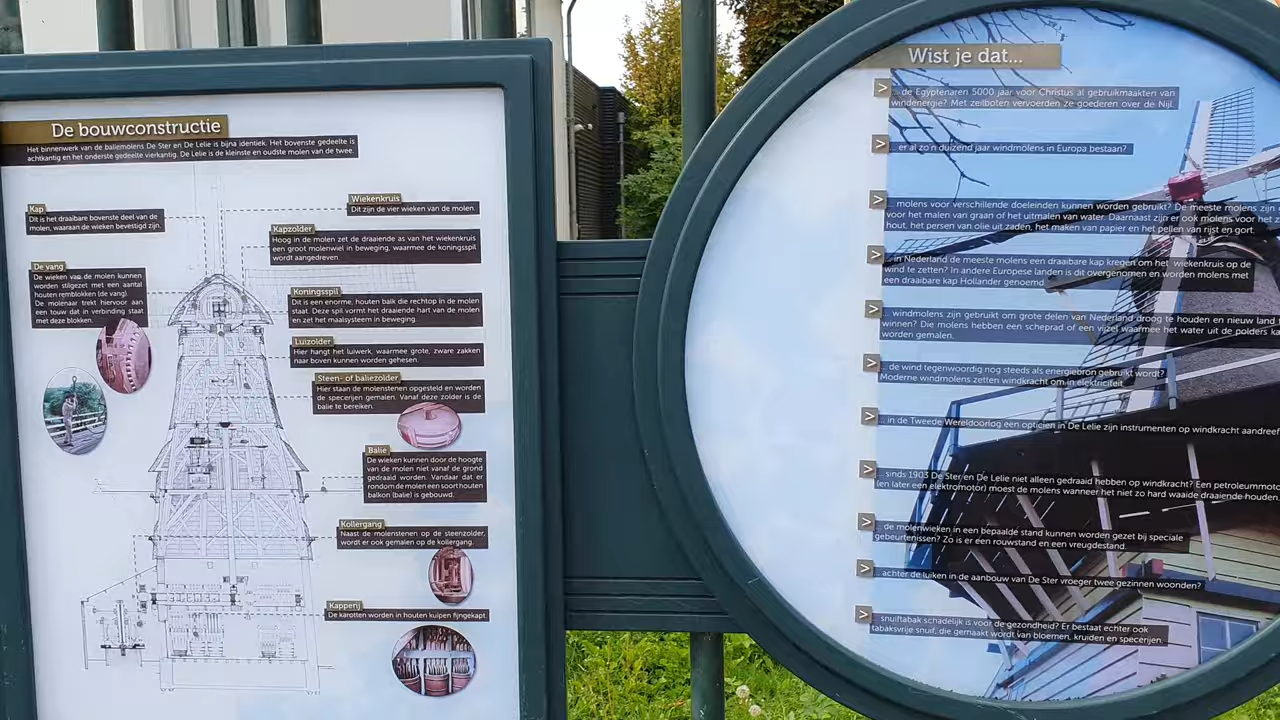 De bouwconstructie
Het binnenwerk van de baliemolens De Ster en De Lelie is bijna identiek. Het bovenste gedeelte is
achtkantig en het onderste gedeelte vierkantig. De Lelie is de kleinste en oudste molen van de twee.
Kap
Dit is het draaibare bovenste deel van de
molen, waaraan de wieken bevestigd zijn.
De vang
De wieken van de molen kunnen
worden stilgezet met een aantal
houten remblokken (de vang)
De molenaar trekt hiervoor aan
een touw dat in verbinding staat
met deze blokken.
Wiekenkruis
Dit zijn de vier wieken van de molen.
Kapzolder
Hoog in de molen zet de draaiende as van het wiekenkruis
een groot molenwiel in beweging, waarmee de koningsspil
wordt aangedreven.
Koningsspil
Dit is een enorme, houten balk die rechtop in de molen
staat. Deze spil vormt het draaiende hart van de molen
en zet het maalsysteem in beweging.
Luizolder
Hier hangt het luiwerk, waarmee grote, zware zakken
naar boven kunnen worden gehesen.
Steen- of baliezolder
Hier staan de molenstenen opgesteld en worden
de specerijen gemalen. Vanaf deze zolder is de
balie te bereiken.
Balie
De wieken kunnen door de hoogte
van de molen niet vanaf de grond
gedraaid worden. Vandaar dat er
rondom de molen een soort houten
balkon (balie) is gebouwd.
Kollergang
Naast de molenstenen op de steenzolder,
wordt er ook gemalen op de kollergang.
Kapperij
De karotten worden in houten kuipen fijngekapt
Wist je dat...
> ... de Egyptenaren 5000 jaar voor Christus al gebruikmaakten van
windenergie? Met zeilboten vervoerden ze goederen over de Nijl.
> ... er al zo'n duizend jaar windmolens in Europa bestaan?
> ... molens voor verschillende doeleinden kunnen worden gebruikt? De meeste molens zijn
voor het malen van graan of het uitmalen van water. Daarnaast zijn er ook molens voor het z
hout, het persen van olie uit zaden, het maken van papier en het pellen van rijst en gort.
> ... in Nederland de meeste molens een draaibare kap kregen om het wiekenkruis op de
wind te zetten? In andere Europese landen is dit overgenomen en worden molens met
een draaibare kap Hollander genoemd
> ... windmolens zijn gebruikt om grote delen van Nederland droog te houden en nieuw land
winnen? Die molens hebben een scheprad of een vijzel waarmee het water uit de polders ka
worden gemalen.
> ... de wind tegenwoordig nog steeds als energiebron gebruikt wordt?
Moderne windmolens zetten windkracht om in elektriciteit
> ... in de Tweede Wereldoorlog een opticien in De Lelie zijn instrumenten op windkracht aandreef
> ... sinds 1903 De Ster en De Lelie niet alleen gedraaid hebben op windkracht? Een petroleummoto
(en later een elektromotor) moest de molens wanneer het niet zo hard waaide draaiende houden.
> ... de molenwieken in een bepaalde stand kunnen worden gezet bij speciale
gebeurtenissen? Zo is er een rouwstand en een vreugdestand.
> ... achter de luiken in de aanbouw van De Ster vroeger twee gezinnen woonden?
> ... snuiftabak schadelijk is voor de gezondheid? Er bestaat echter ook
tabaksvrije snuif, die gemaakt wordt van bloemen, kruiden en specerijen.